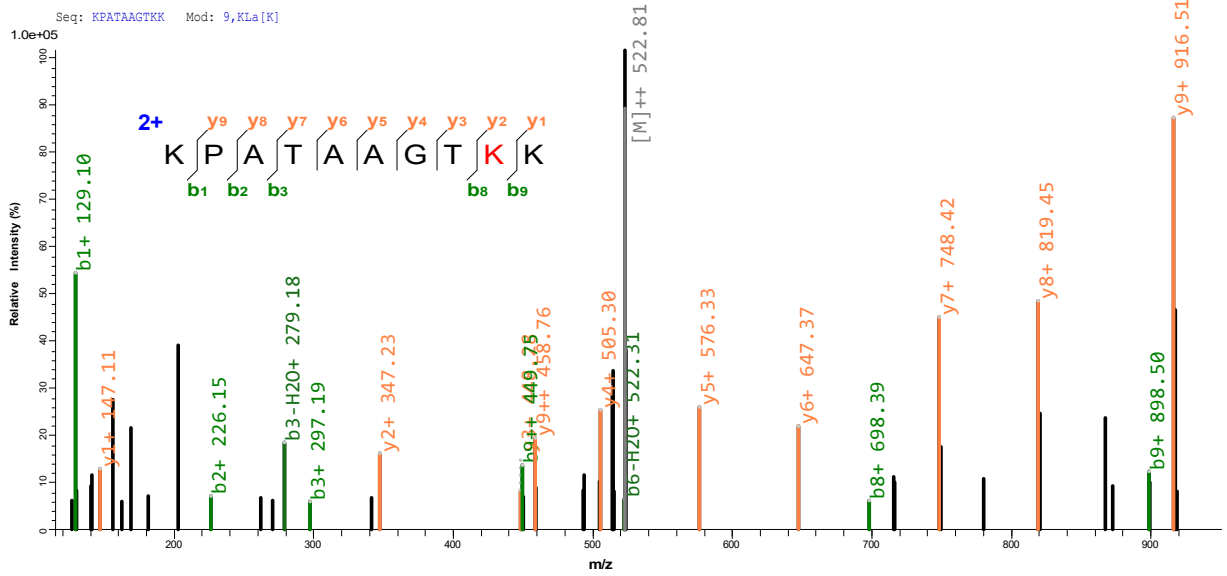 Seq: KPATAAGTKK Mod: 9,KLa[K]
1.0e+05
100
90
80
70
60
50
40
30
20
10
0
Relative Intensity (%)
2+
y9 y8 y7 y6 y5 y4 y3 y2 y1
K P A T A A G T K K
b1 b2 b3 b8 b9
b1+ 129.10
y1+ 147.11
b2+ 226.15
b3-H2O+ 279.18
b3+ 297.19
y2+ 347.23
b9++ 449.75
y9++ 458.76
y4+ 505.30
[M]++ 522.81
b6-H2O+ 522.31
y5+ 576.33
y6+ 647.37
b8+ 698.39
y7+ 748.42
y8+ 819.45
b9+ 898.50
y9+ 916.51
200 300 400 500 600 700 800 900
m/z